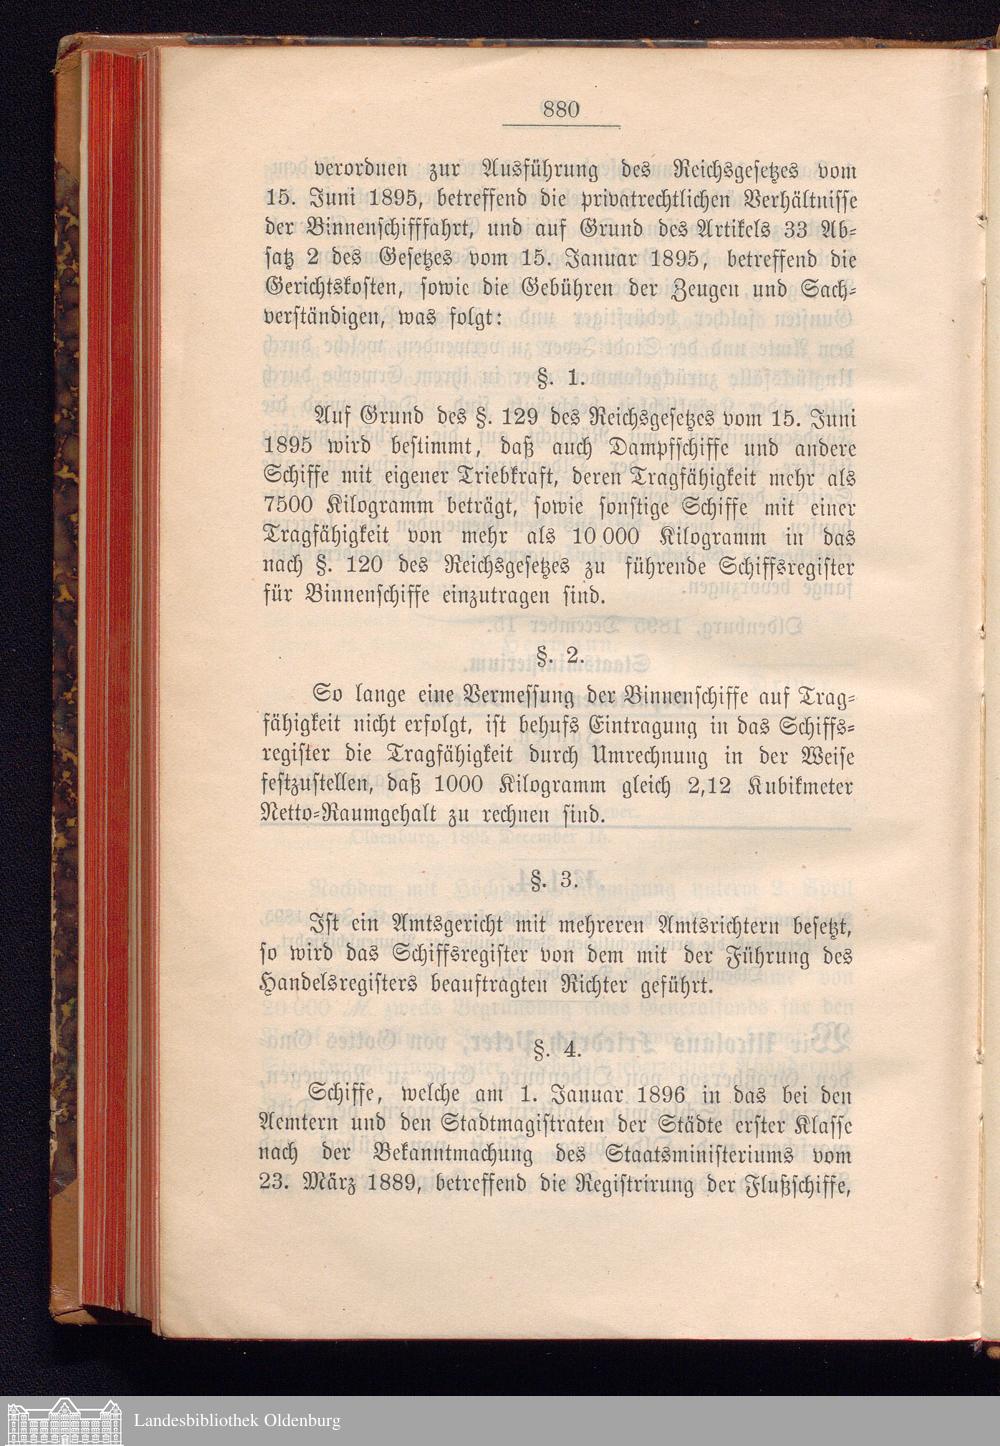 880
verordnen zur Ausführung des Reichsgesetzes vom
15. Juni 1895, betreffend die privatrechtlichen Verhältnisse
der Binnenschifffahrt, und auf Grund des Artikels 33 Ab-
satz 2 des Gesetzes vom 15. Januar 1895, betreffend die
Gerichtskosten, sowie die Gebühren der Zeugen und Sach-
verständigen, was folgt:
§. 1.
Auf Grund des §. 129 des Reichsgesetzes vom 15. Juni
1895 wird bestimmt, daß auch Dampfschiffe und andere
Schiffe mit eigener Triebkraft, deren Tragfähigkeit mehr als
7500 Kilogramm beträgt, sowie sonstige Schiffe mit einer
Tragfähigkeit von mehr als 10 000 Kilogramm in das
nach §. 120 des Reichsgesetzes zu führende Schiffsregister
für Binnenschiffe einzutragen sind.
§. 2.
So lange eine Vermessung der Binnenschiffe auf Trag-
fähigkeit nicht erfolgt, ist behufs Eintragung in das Schiffs-
register die Tragfähigkeit durch Umrechnung in der Weise
festzustellen, daß 1000 Kilogramm gleich 2,12 Kubikmeter
Netto-Raumgehalt zu rechnen sind.
§. 3.
Ist ein Amtsgericht mit mehreren Amtsrichtern besetzt,
so wird das Schiffsregister von dem mit der Führung des
Handelsregisters beauftragten Richter geführt.
§. 4.
Schiffe, welche am 1. Januar 1896 in das bei den
Aemtern und den Stadtmagistraten der Städte erster Klasse
nach der Bekanntmachung des Staatsministeriums vom
23. März 1889, betreffend die Registrirung der Flußschiffe,
Landesbibliothek Oldenburg